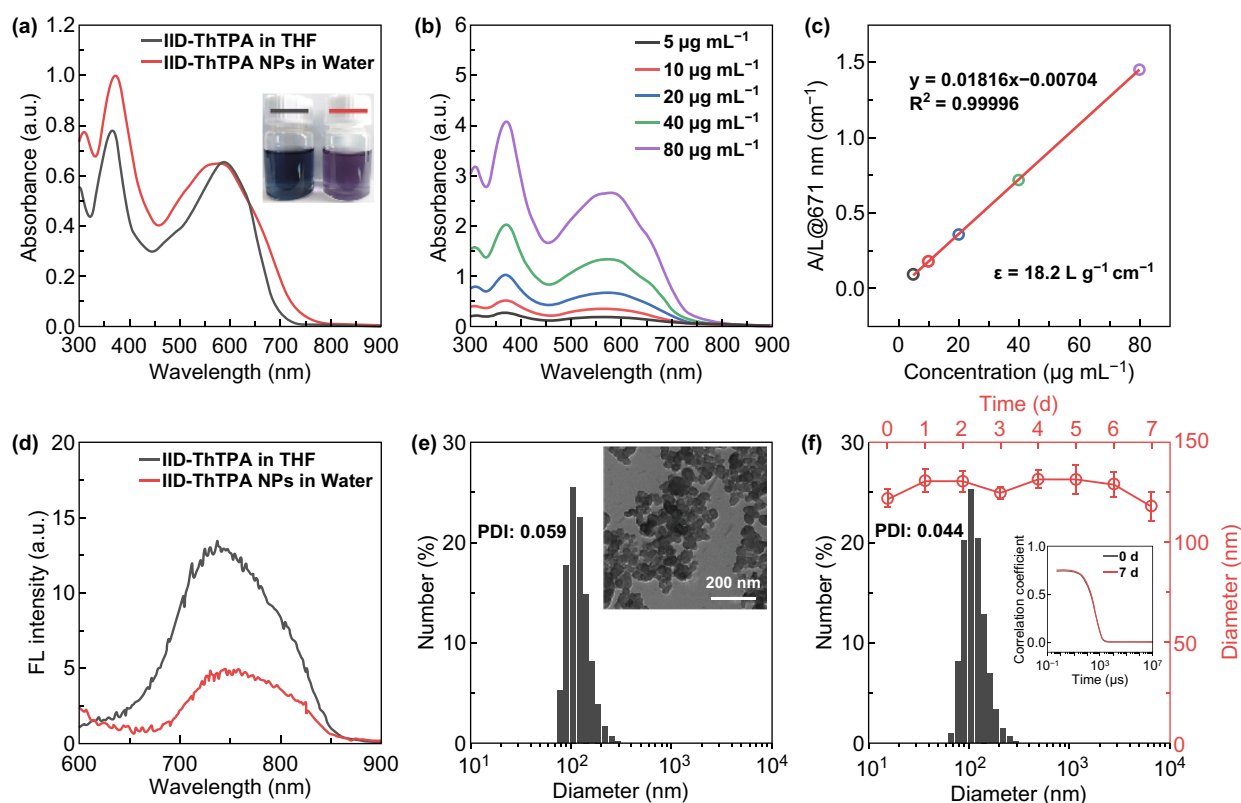 (a)
IID-ThTPA in THF
IID-ThTPA NPs in Water
Absorbance (a.u.)
1.2
1.0
0.8
0.6
0.4
0.2
0.0
300 400 500 600 700 800 900
Wavelength (nm)
(b)
5 µg mL⁻¹
10 µg mL⁻¹
20 µg mL⁻¹
40 µg mL⁻¹
80 µg mL⁻¹
Absorbance (a.u.)
6
5
4
3
2
1
0
300 400 500 600 700 800 900
Wavelength (nm)
(c)
y = 0.01816x−0.00704
R² = 0.99996
ε = 18.2 L g⁻¹ cm⁻¹
A/L@671 nm (cm⁻¹)
1.5
1.0
0.5
0.0
20 40 60 80
Concentration (µg mL⁻¹)
(d)
IID-ThTPA in THF
IID-ThTPA NPs in Water
FL intensity (a.u.)
20
15
10
5
0
600 700 800 900
Wavelength (nm)
(e)
PDI: 0.059
200 nm
Number (%)
30
20
10
0
10¹ 10² 10³ 10⁴
Diameter (nm)
(f)
Time (d)
0 1 2 3 4 5 6 7
PDI: 0.044
Number (%)
30
20
10
0
10¹ 10² 10³ 10⁴
Diameter (nm)
150
100
50
0
Diameter (nm)
Correlation coefficient
1.0
0.5
0.0
0 d
7 d
10⁻¹ 10³ 10⁷
Time (µs)